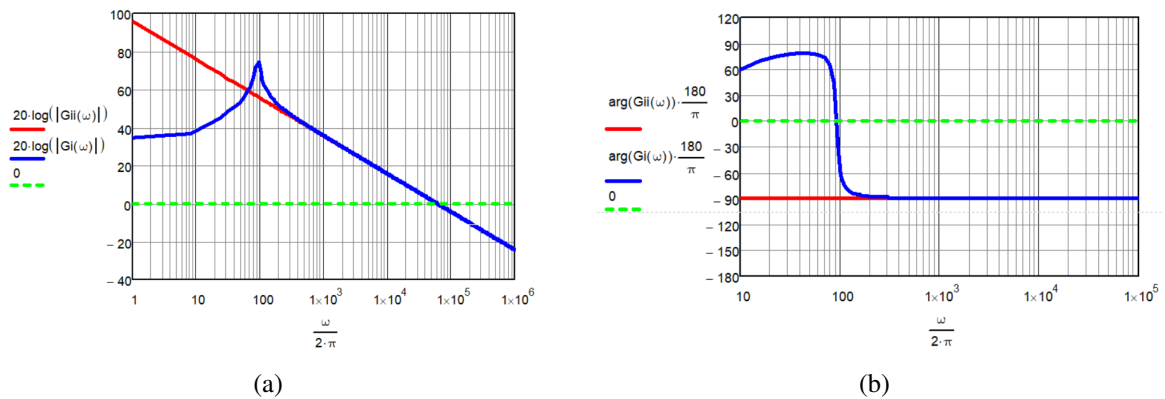 100
80
60
40
20
0
− 20
− 40
20·log(|Gii(ω)|)
20·log(|Gi(ω)|)
0
1 10 100 1×10³ 1×10⁴ 1×10⁵ 1×10⁶
ω
2·π
(a)
120
90
60
30
0
− 30
− 60
− 90
− 120
− 150
− 180
arg(Gii(ω))· 180
π
arg(Gi(ω))· 180
π
0
10 100 1×10³ 1×10⁴ 1×10⁵
ω
2·π
(b)